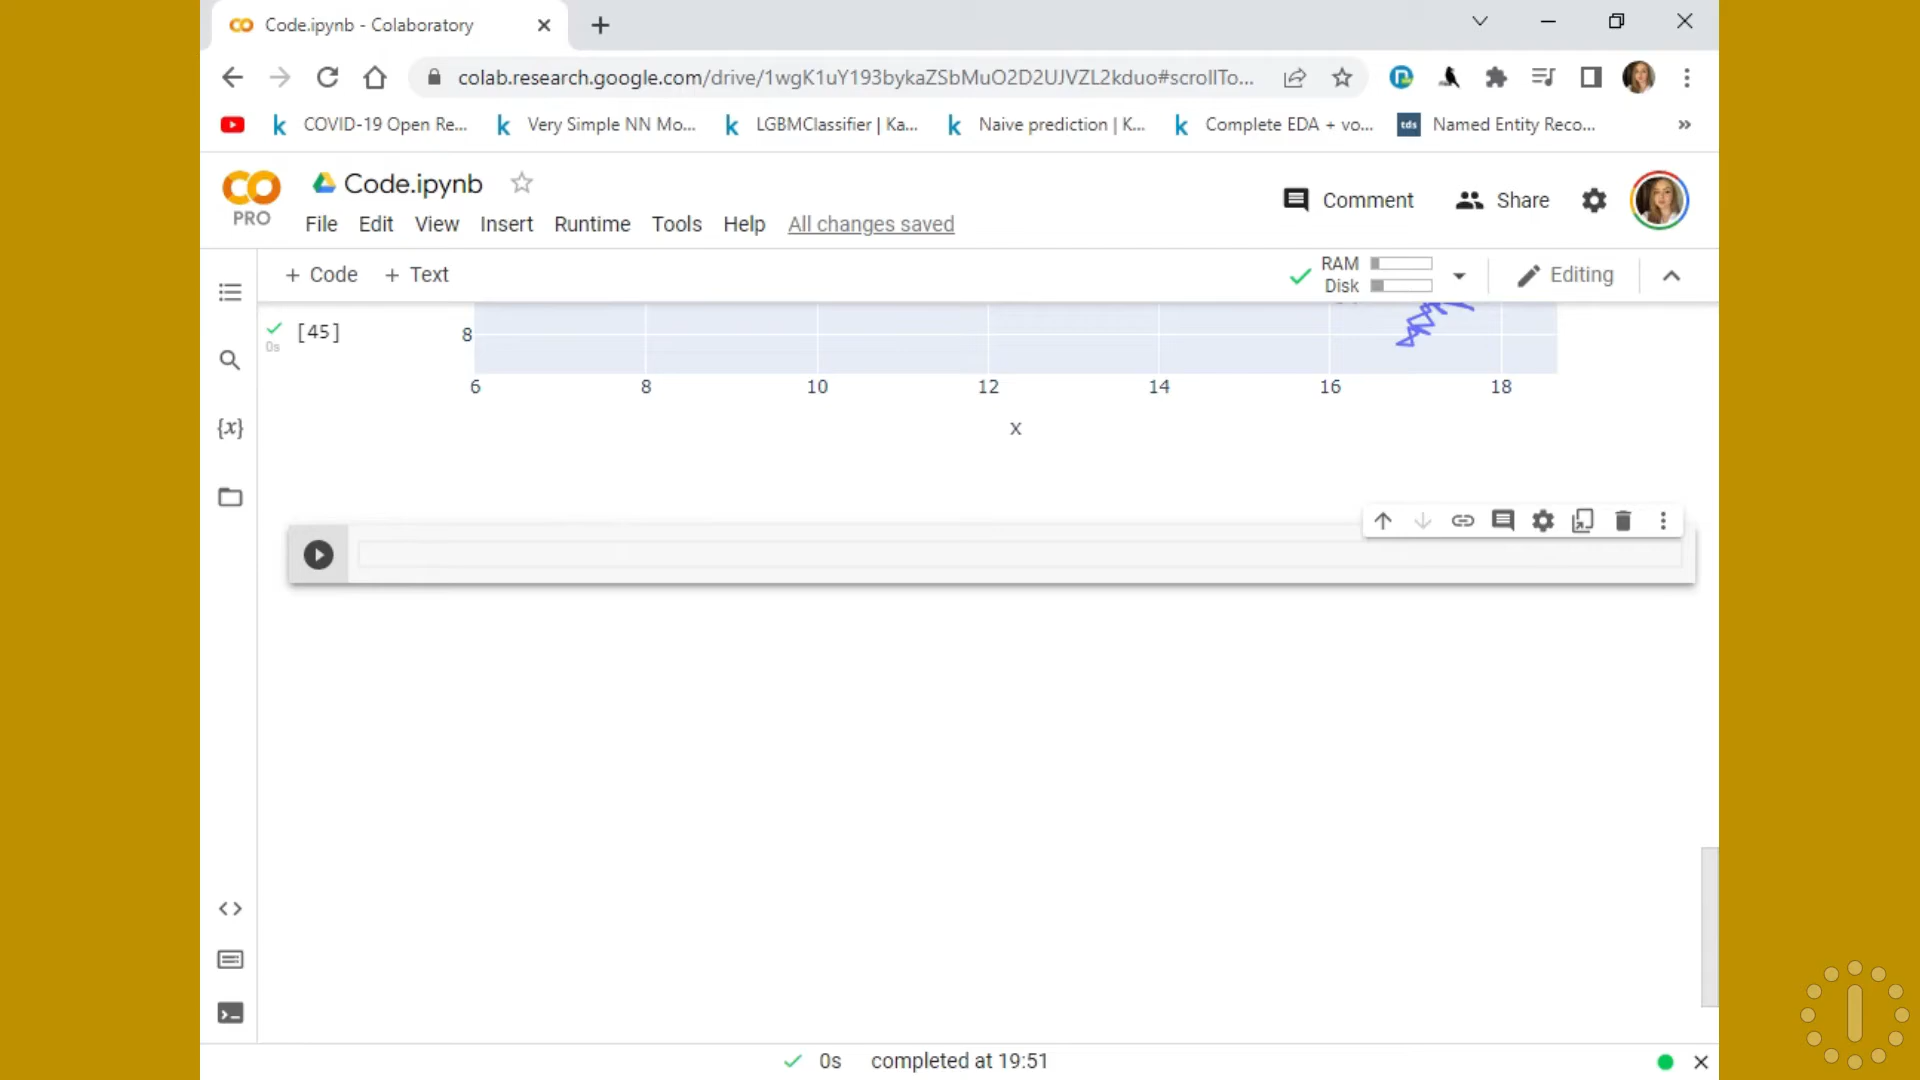 Code.ipynb - Colaboratory
colab.research.google.com/drive/1wgK1uY193bykaZSbMuO2D2UJVZL2kduo#scrollTo...
COVID-19 Open Re... Very Simple NN Mo... LGBMClassifier | Ka... Naive prediction | K... Complete EDA + vo... tds Named Entity Reco...
CO
PRO
Code.ipynb
File Edit View Insert Runtime Tools Help All changes saved
Comment Share
+ Code + Text
RAM
Disk
Editing
[45]
0s
8
6 8 10 12 14 16 18
x
{x}
0s completed at 19:51